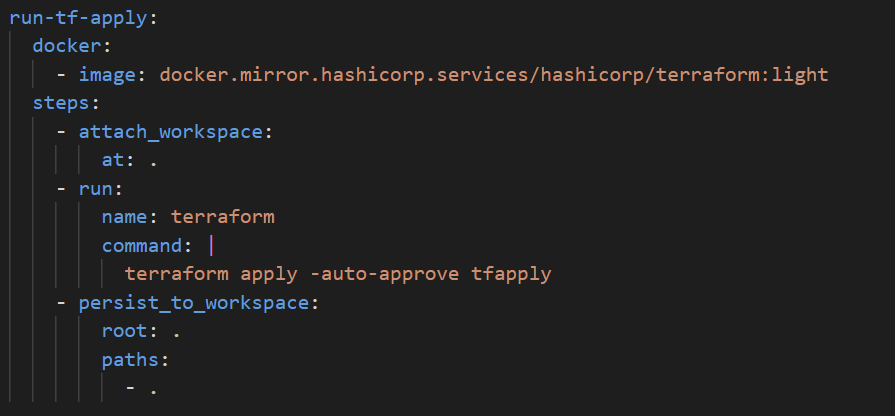 run-tf-apply:
docker:
- image: docker.mirror.hashicorp.services/hashicorp/terraform:light
steps:
- attach_workspace:
at: .
- run:
name: terraform
command: |
terraform apply -auto-approve tfapply
- persist_to_workspace:
root: .
paths:
- .